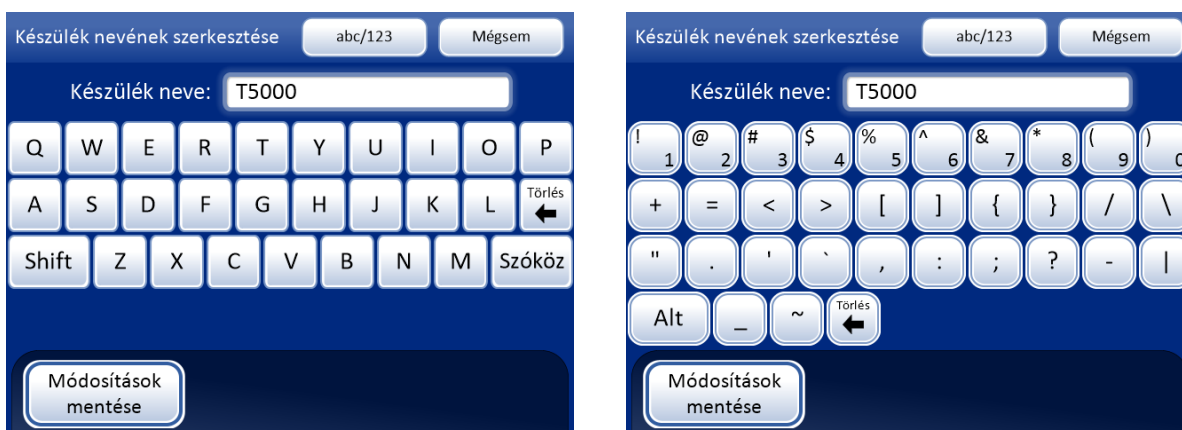 Készülék nevének szerkesztése abc/123 Mégsem
Készülék neve: T5000
Q W E R T Y U I O P
A S D F G H J K L Törlés
Shift Z X C V B N M Szóköz
Módosítások
mentése
Készülék nevének szerkesztése abc/123 Mégsem
Készülék neve: T5000
! @ # $ % ^ & * ( )
1 2 3 4 5 6 7 8 9 0
+ = < > [ ] { } / \
" . ' ` , : ; ? - |
Alt _ ~ Törlés
Módosítások
mentése